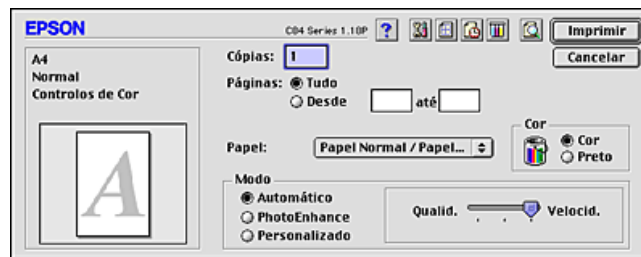 EPSON
C84 Series 1.10P
?
Imprimir
A4
Normal
Controlos de Cor
A
Cópias: 1
Cancelar
Páginas: Tudo
Desde até
Papel: Papel Normal / Papel...
Cor
Cor
Preto
Modo
Automático
PhotoEnhance
Personalizado
Qualid. Velocid.